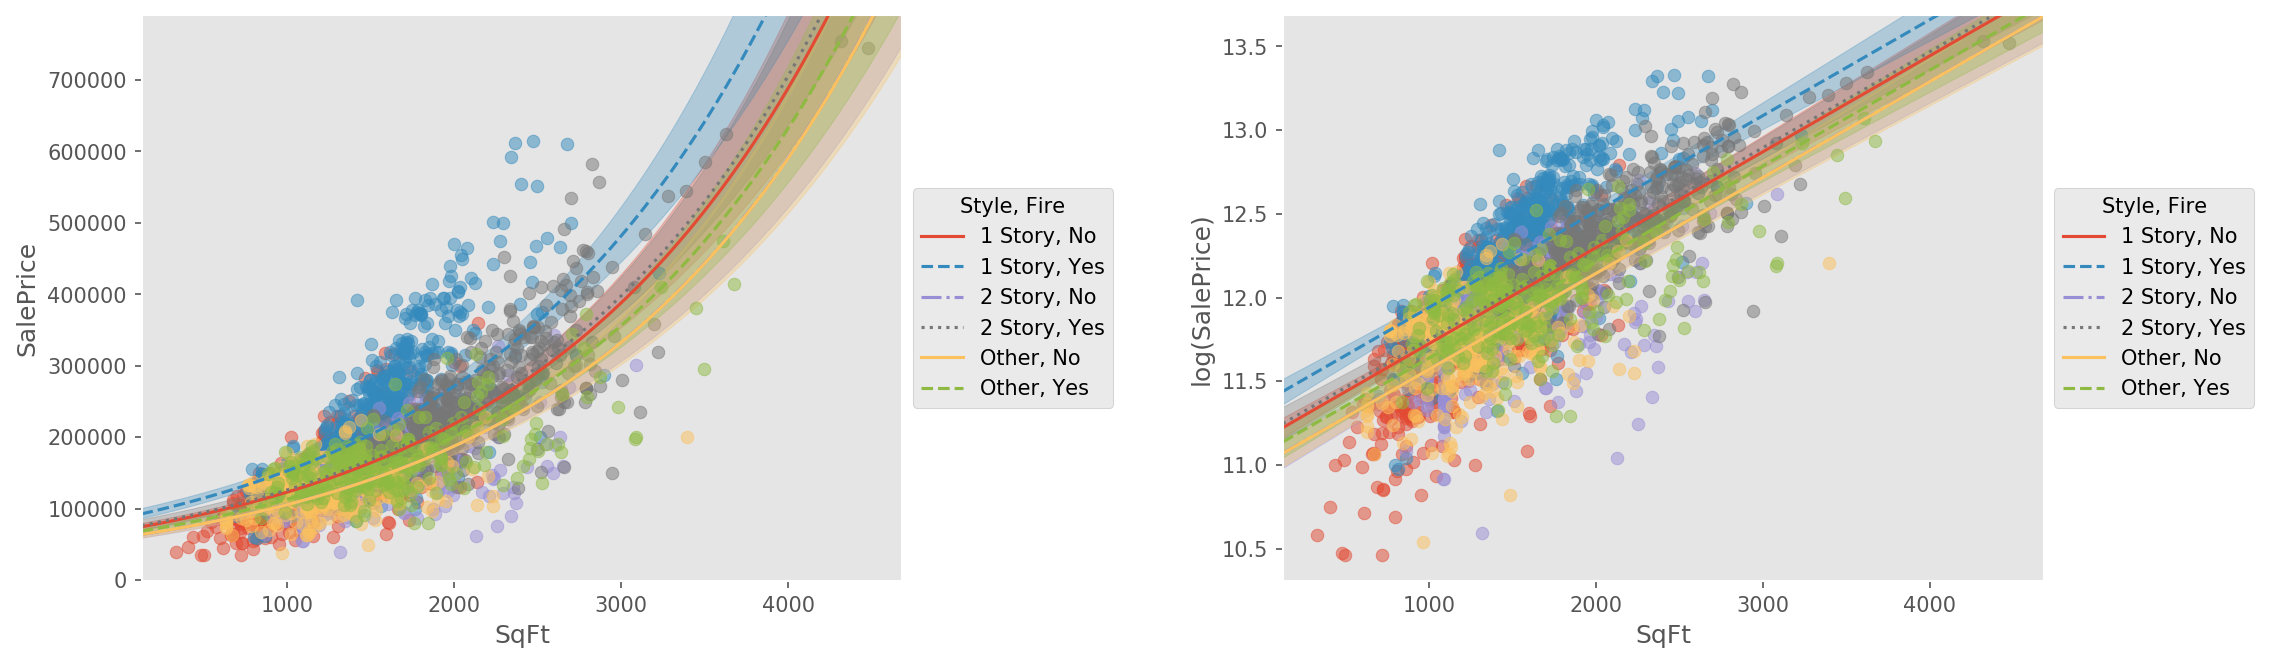 SalePrice
700000
600000
500000
400000
300000
200000
100000
0
1000 2000 3000 4000
SqFt
Style, Fire
1 Story, No
1 Story, Yes
2 Story, No
2 Story, Yes
Other, No
Other, Yes
log(SalePrice)
13.5
13.0
12.5
12.0
11.5
11.0
10.5
1000 2000 3000 4000
SqFt
Style, Fire
1 Story, No
1 Story, Yes
2 Story, No
2 Story, Yes
Other, No
Other, Yes